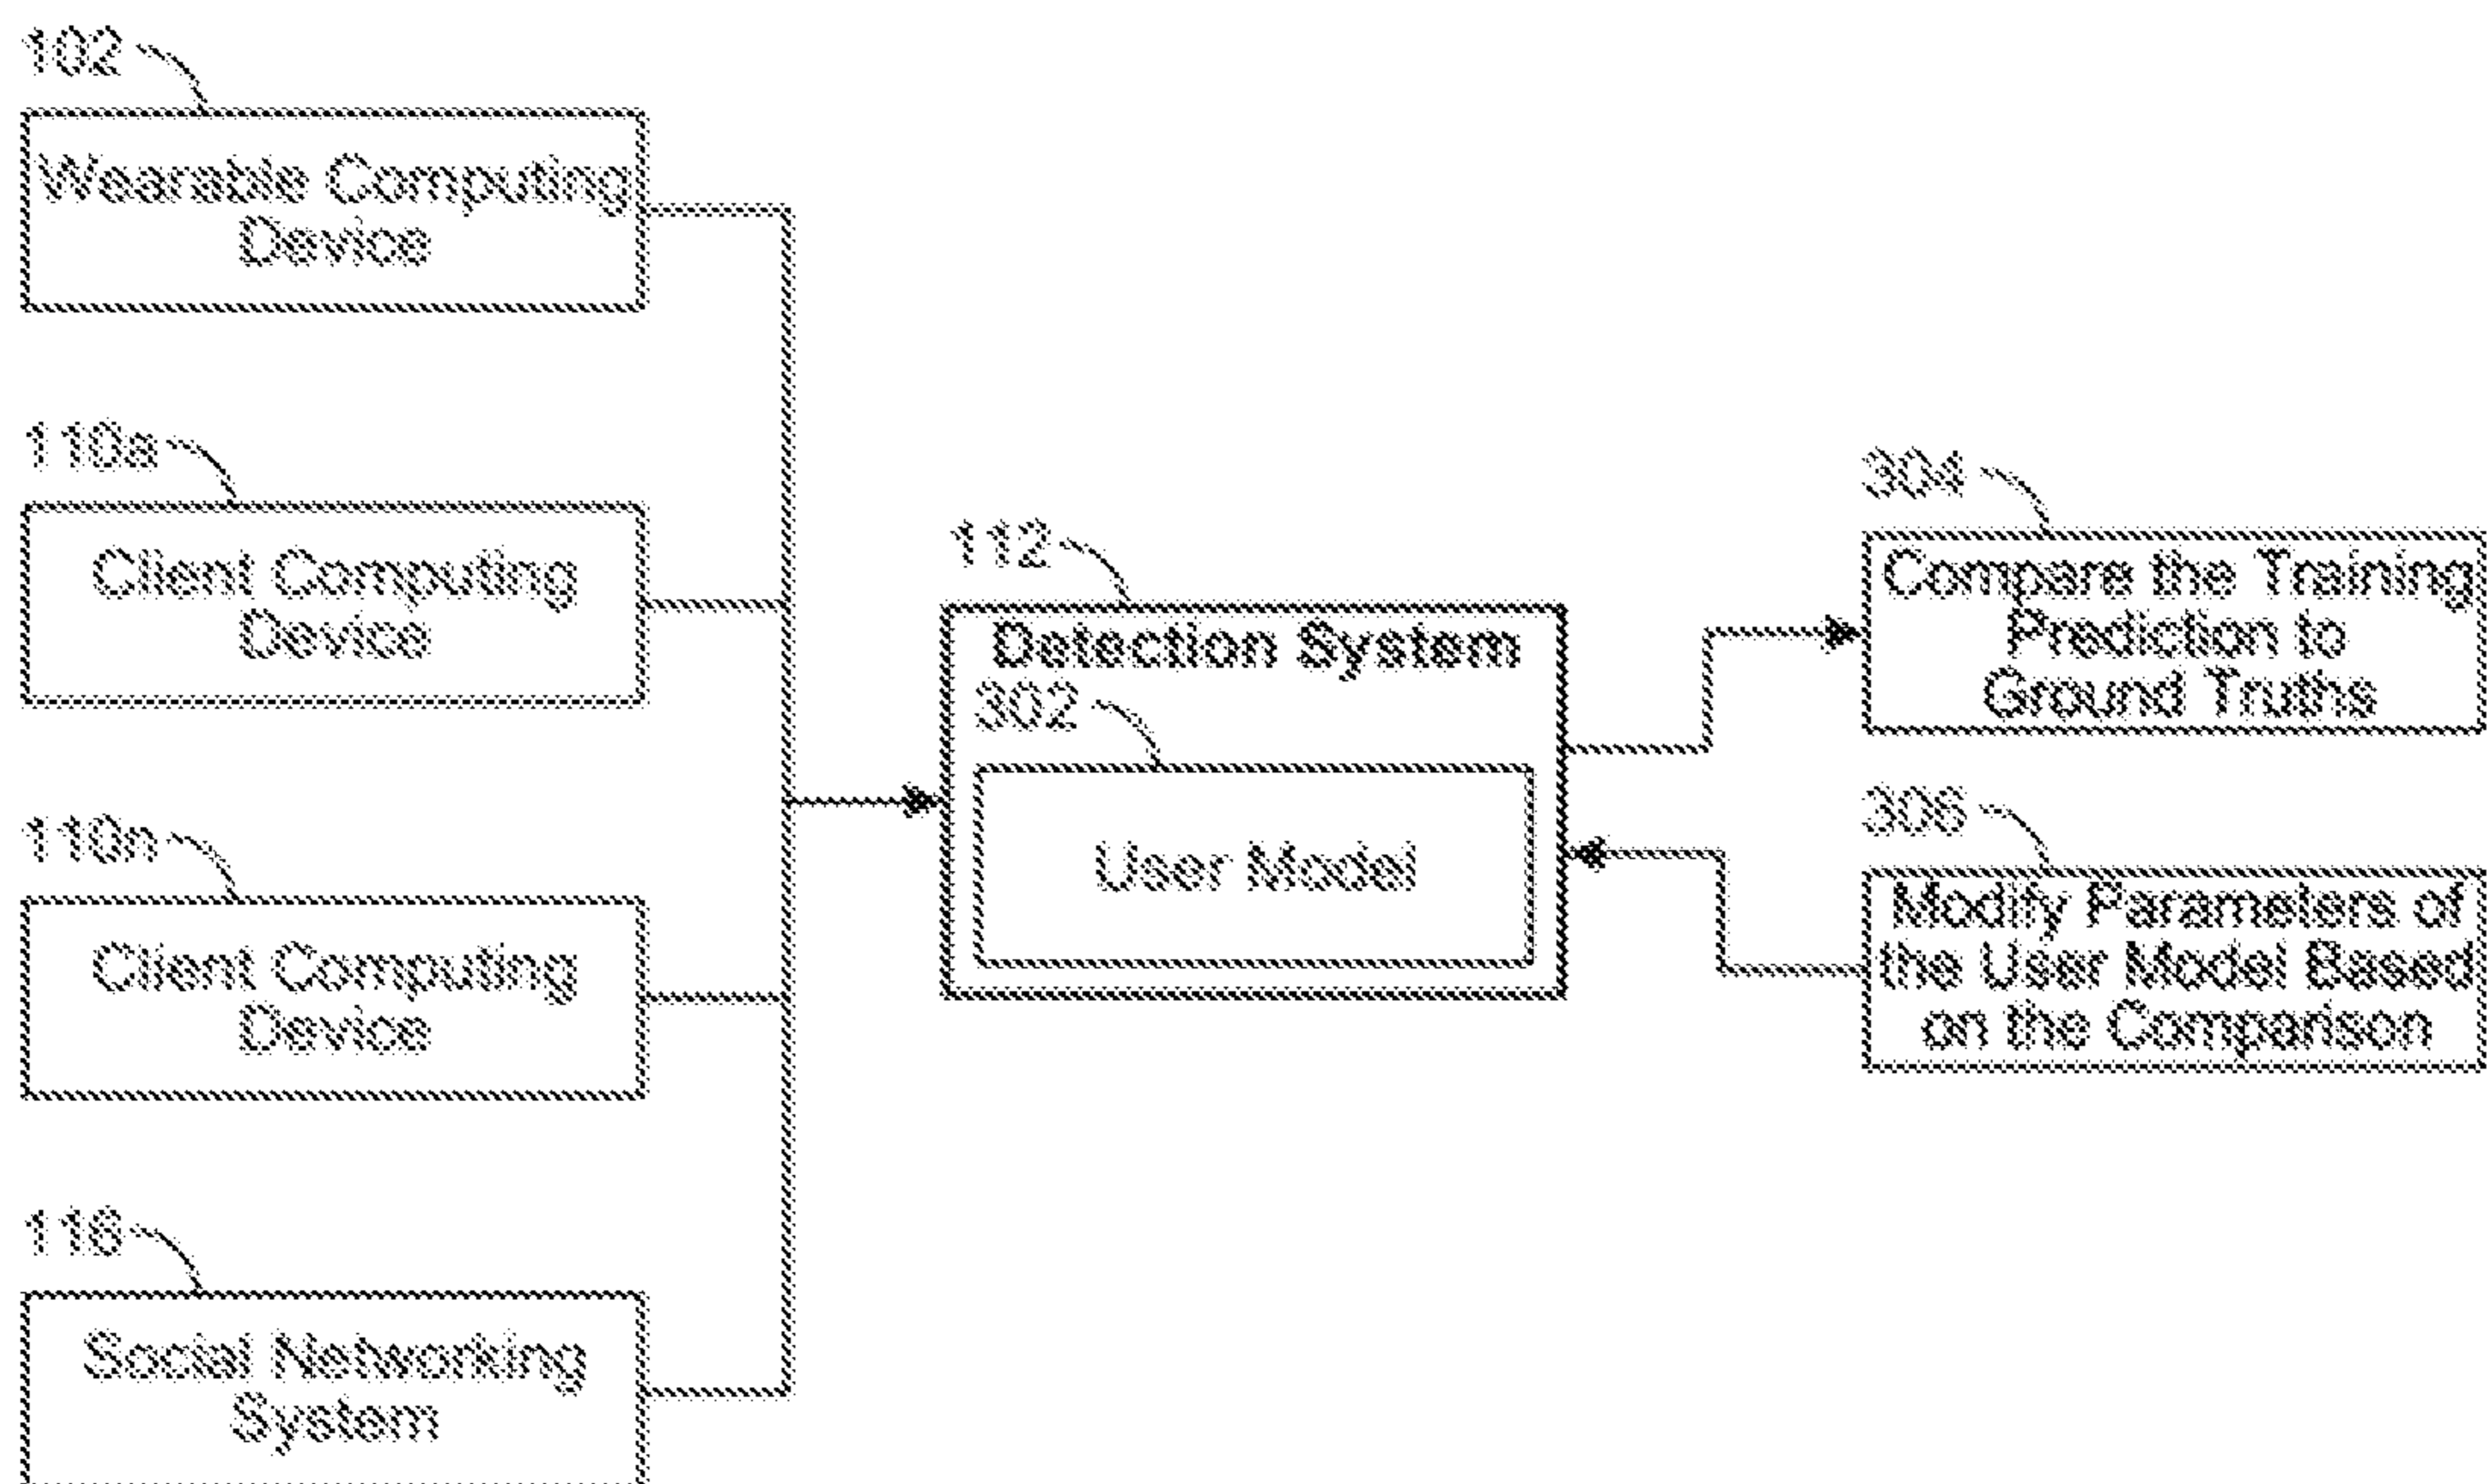 102
Wearable Computing
Device
110a
Client Computing
Device
110n
Client Computing
Device
116
Social Networking
System
112
Detection System
302
User Model
304
Compare the Training
Prediction to
Ground Truths
306
Modify Parameters of
the User Model Based
on the Comparison